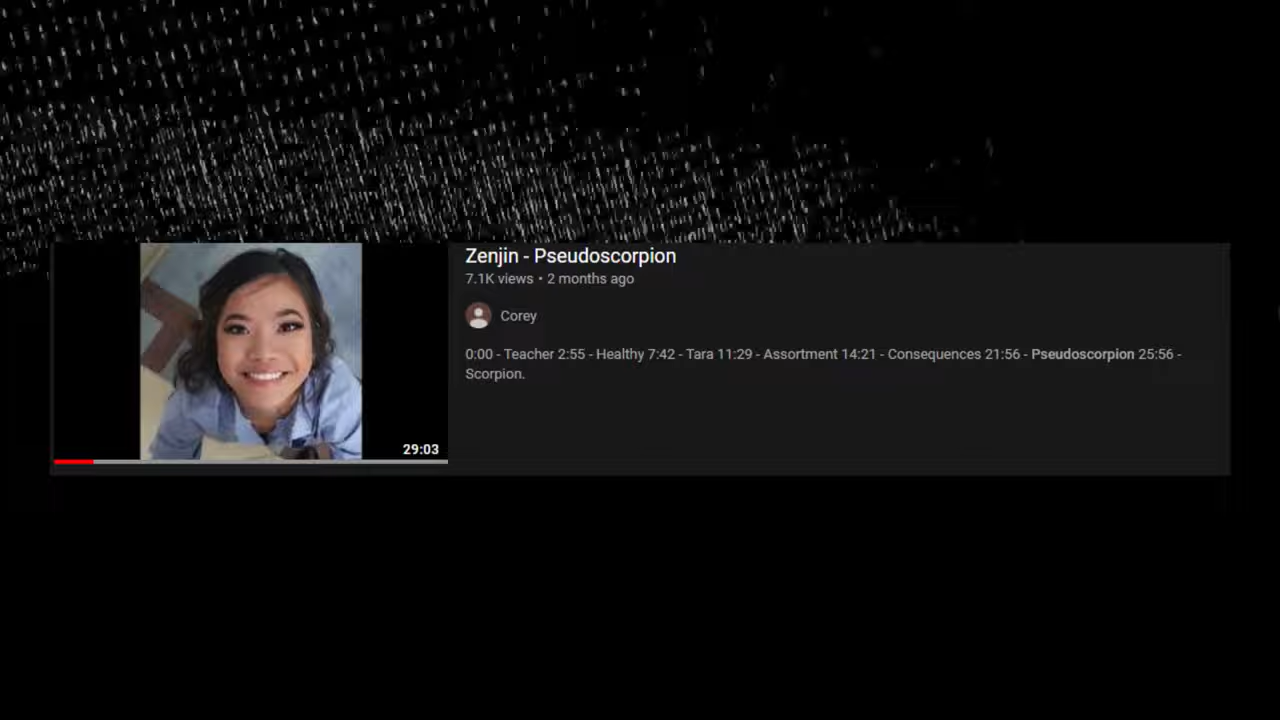 Zenjin - Pseudoscorpion
7.1K views • 2 months ago
Corey
0:00 - Teacher 2:55 - Healthy 7:42 - Tara 11:29 - Assortment 14:21 - Consequences 21:56 - Pseudoscorpion 25:56 -
Scorpion.
29:03